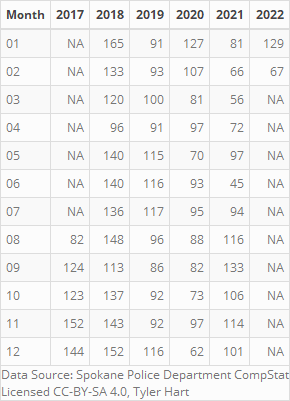 Month 2017 2018 2019 2020 2021 2022
01 NA 165 91 127 81 129
02 NA 133 93 107 66 67
03 NA 120 100 81 56 NA
04 NA 96 91 97 72 NA
05 NA 140 115 70 97 NA
06 NA 140 116 93 45 NA
07 NA 136 117 95 94 NA
08 82 148 96 88 116 NA
09 124 113 86 82 133 NA
10 123 137 92 73 106 NA
11 152 143 92 97 114 NA
12 144 152 116 62 101 NA
Data Source: Spokane Police Department CompStat
Licensed CC-BY-SA 4.0, Tyler Hart